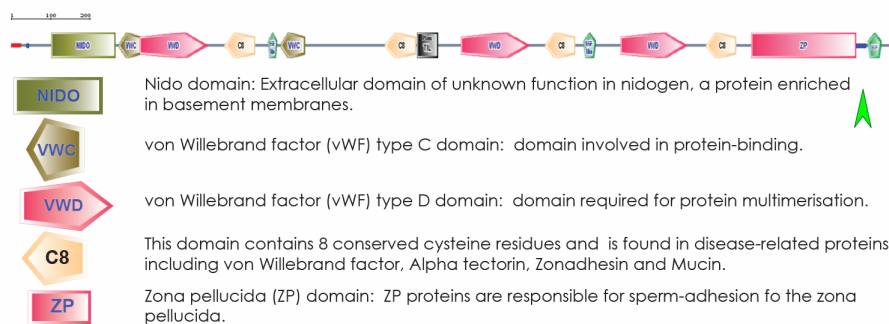 1 100 200
NIDO VWC VWD C8 VWC C8 TIL VWD C8 VWD C8 ZP
NIDO
Nido domain: Extracellular domain of unknown function in nidogen, a protein enriched
in basement membranes.
VWC
von Willebrand factor (vWF) type C domain: domain involved in protein-binding.
VWD
von Willebrand factor (vWF) type D domain: domain required for protein multimerisation.
C8
This domain contains 8 conserved cysteine residues and is found in disease-related proteins
including von Willebrand factor, Alpha tectorin, Zonadhesin and Mucin.
ZP
Zona pellucida (ZP) domain: ZP proteins are responsible for sperm-adhesion fo the zona
pellucida.